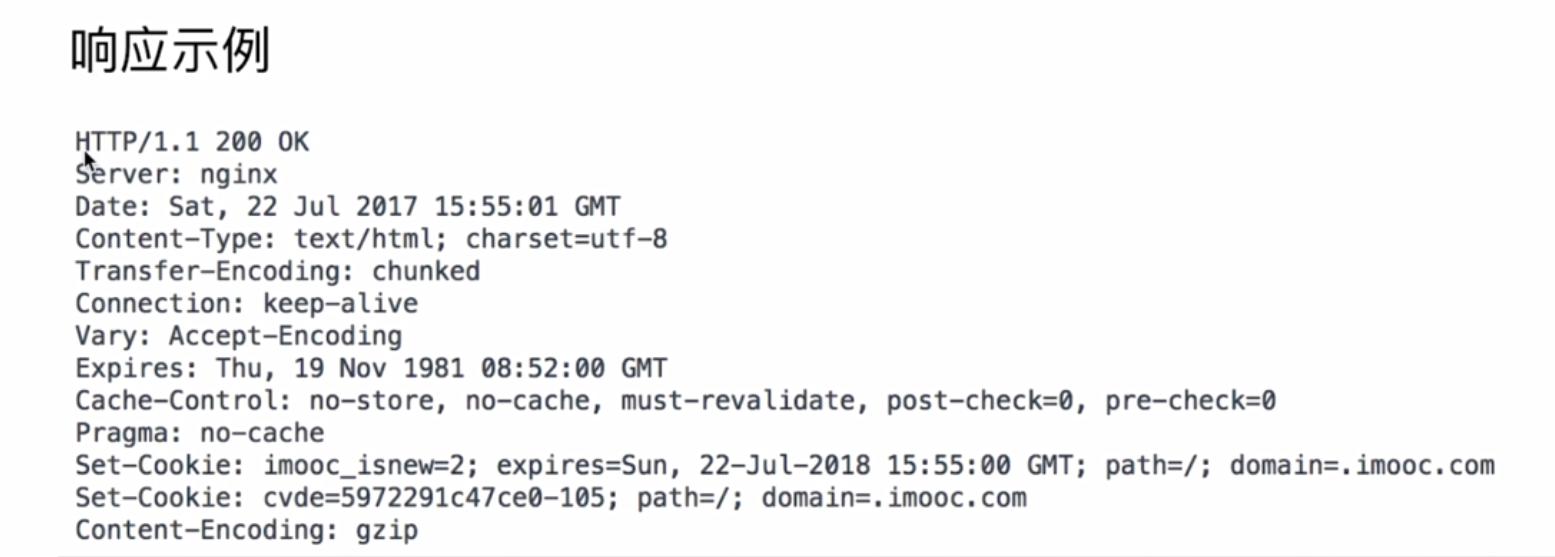 响应示例
HTTP/1.1 200 OK
Server: nginx
Date: Sat, 22 Jul 2017 15:55:01 GMT
Content-Type: text/html; charset=utf-8
Transfer-Encoding: chunked
Connection: keep-alive
Vary: Accept-Encoding
Expires: Thu, 19 Nov 1981 08:52:00 GMT
Cache-Control: no-store, no-cache, must-revalidate, post-check=0, pre-check=0
Pragma: no-cache
Set-Cookie: imooc_isnew=2; expires=Sun, 22-Jul-2018 15:55:00 GMT; path=/; domain=.imooc.com
Set-Cookie: cvde=5972291c47ce0-105; path=/; domain=.imooc.com
Content-Encoding: gzip